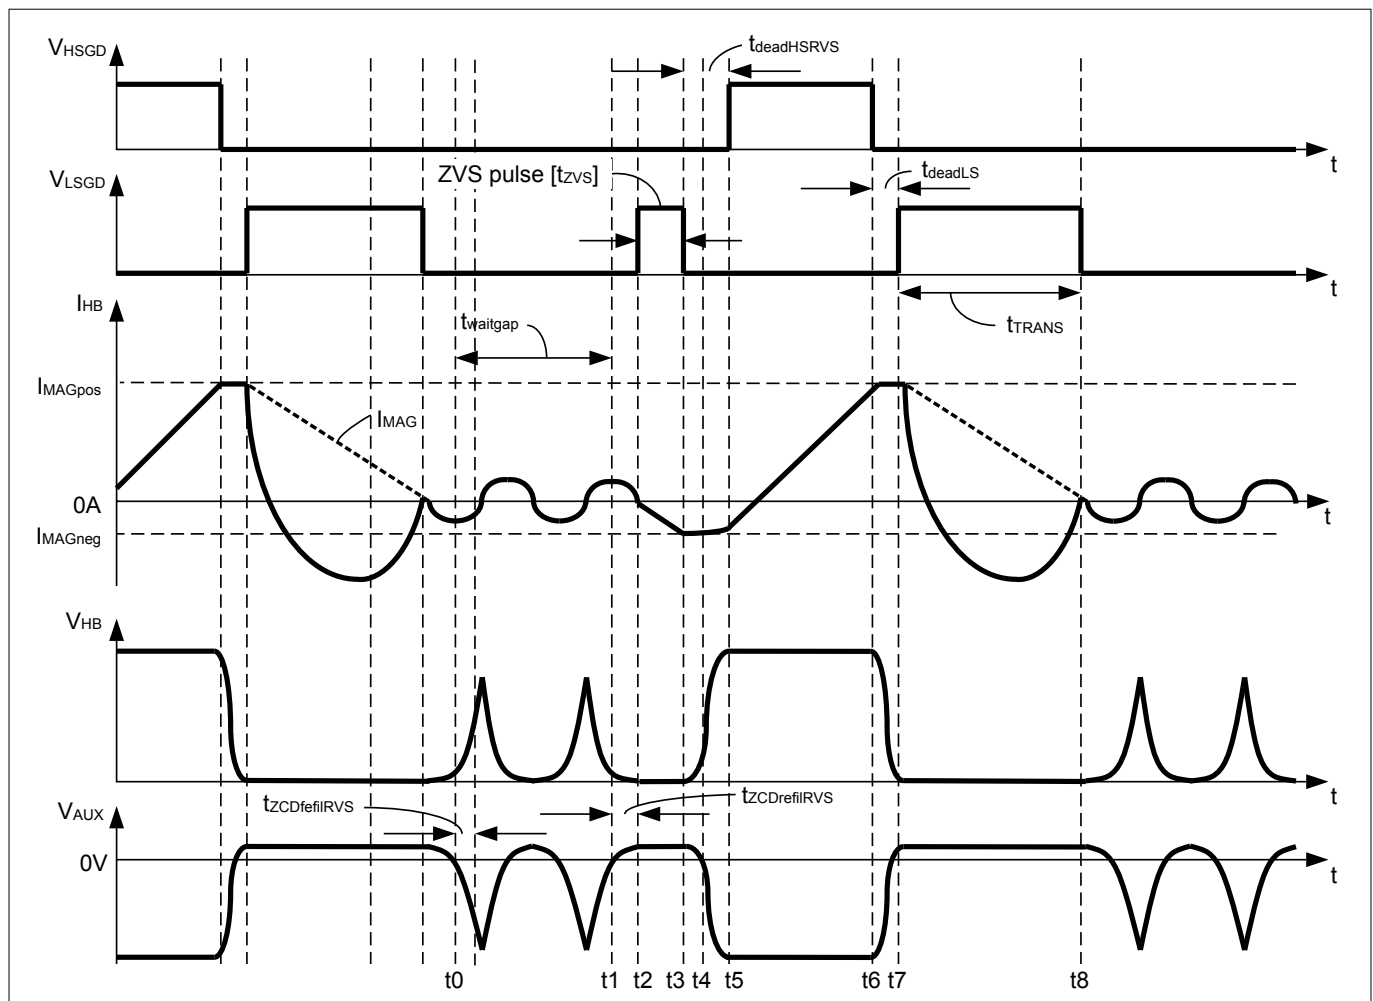 VHSGD
tdeadHSRVS
t
VLSGD
ZVS pulse [tZVS]
tdeadLS
t
IHB
twaitgap
tTRANS
IMAGpos
IMAG
0A
t
IMAGneg
VHB
t
VAUX
tZCDfefilRVS
tZCDrefilRVS
0V
t
t0 t1 t2 t3 t4 t5 t6 t7 t8